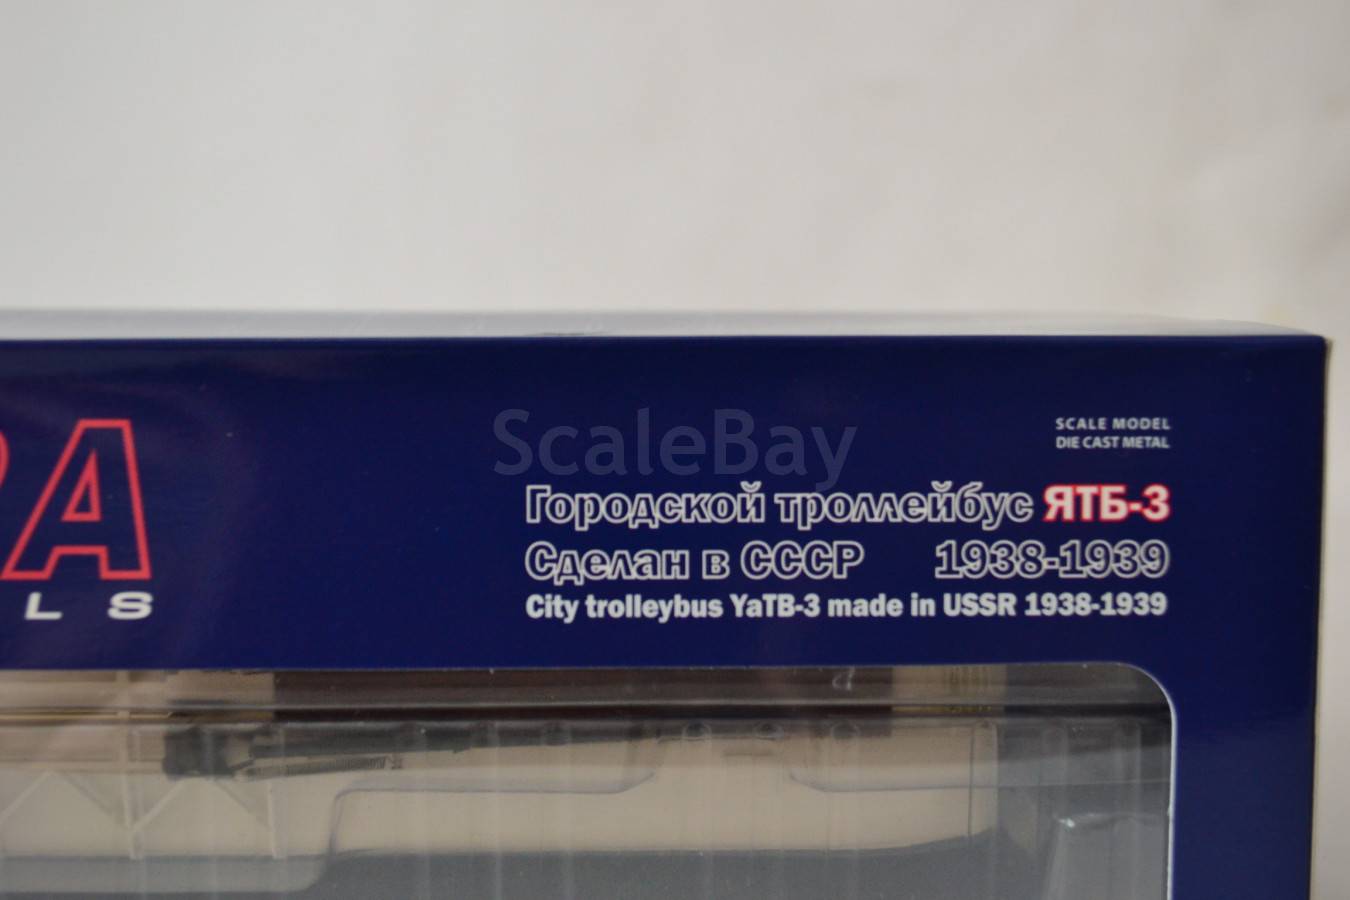 SCALE MODEL
DIE CAST METAL
ScaleBay
Городской троллейбус ЯТБ-3
Сделан в СССР 1938-1939
City trolleybus YaTB-3 made in USSR 1938-1939